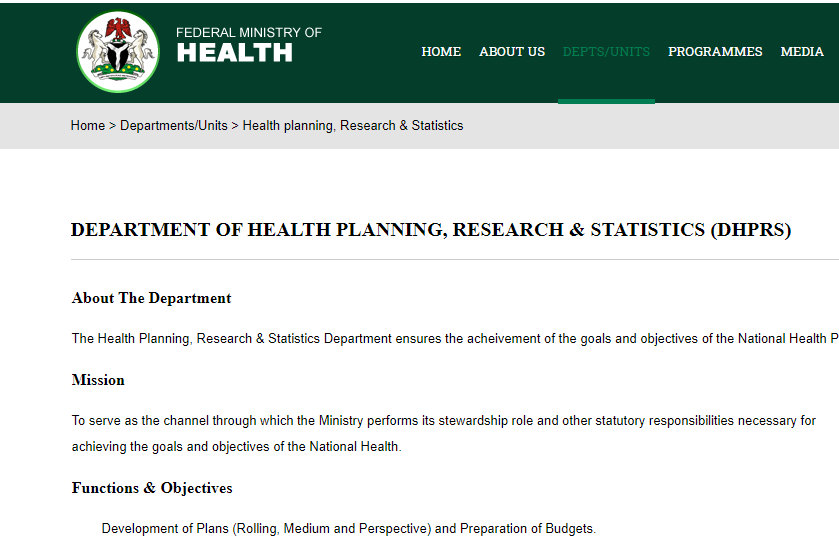 FEDERAL MINISTRY OF
HEALTH
HOME ABOUT US DEPTS/UNITS PROGRAMMES MEDIA
Home > Departments/Units > Health planning, Research & Statistics
DEPARTMENT OF HEALTH PLANNING, RESEARCH & STATISTICS (DHPRS)
About The Department
The Health Planning, Research & Statistics Department ensures the acheivement of the goals and objectives of the National Health P
Mission
To serve as the channel through which the Ministry performs its stewardship role and other statutory responsibilities necessary for
achieving the goals and objectives of the National Health.
Functions & Objectives
Development of Plans (Rolling, Medium and Perspective) and Preparation of Budgets.